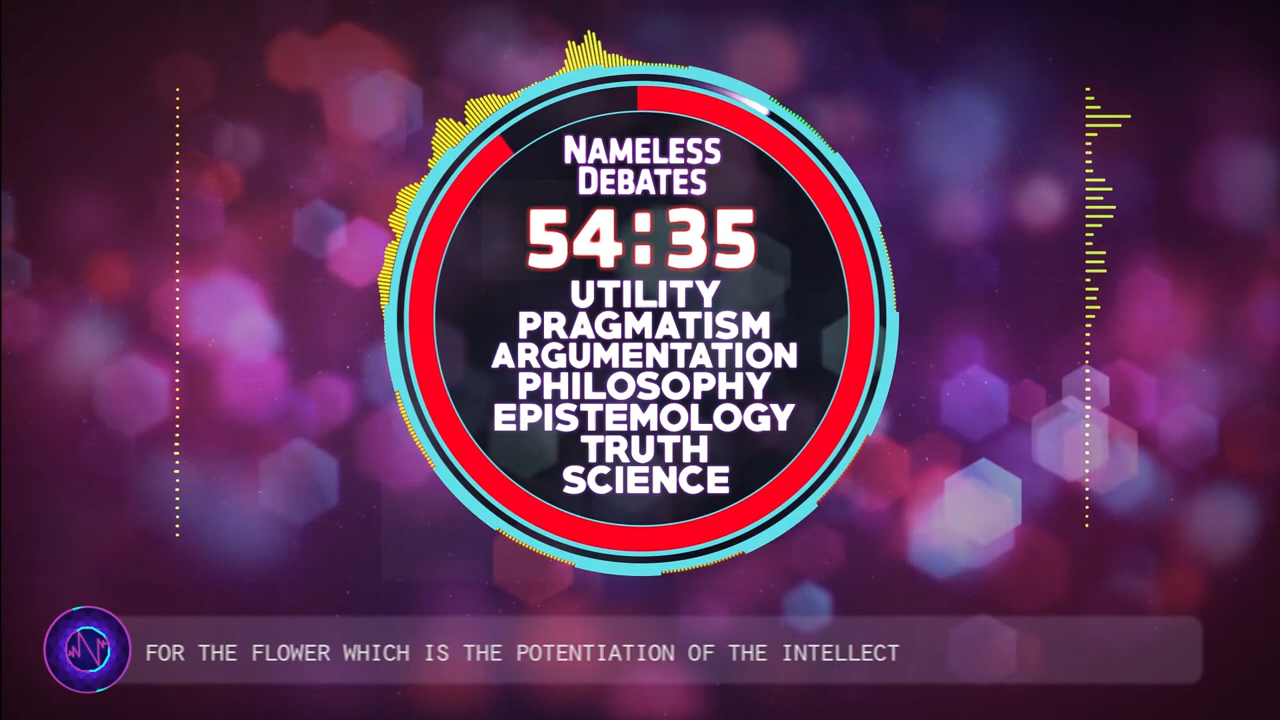 NAMELESS
DEBATES
54:35
UTILITY
PRAGMATISM
ARGUMENTATION
PHILOSOPHY
EPISTEMOLOGY
TRUTH
SCIENCE
FOR THE FLOWER WHICH IS THE POTENTIATION OF THE INTELLECT